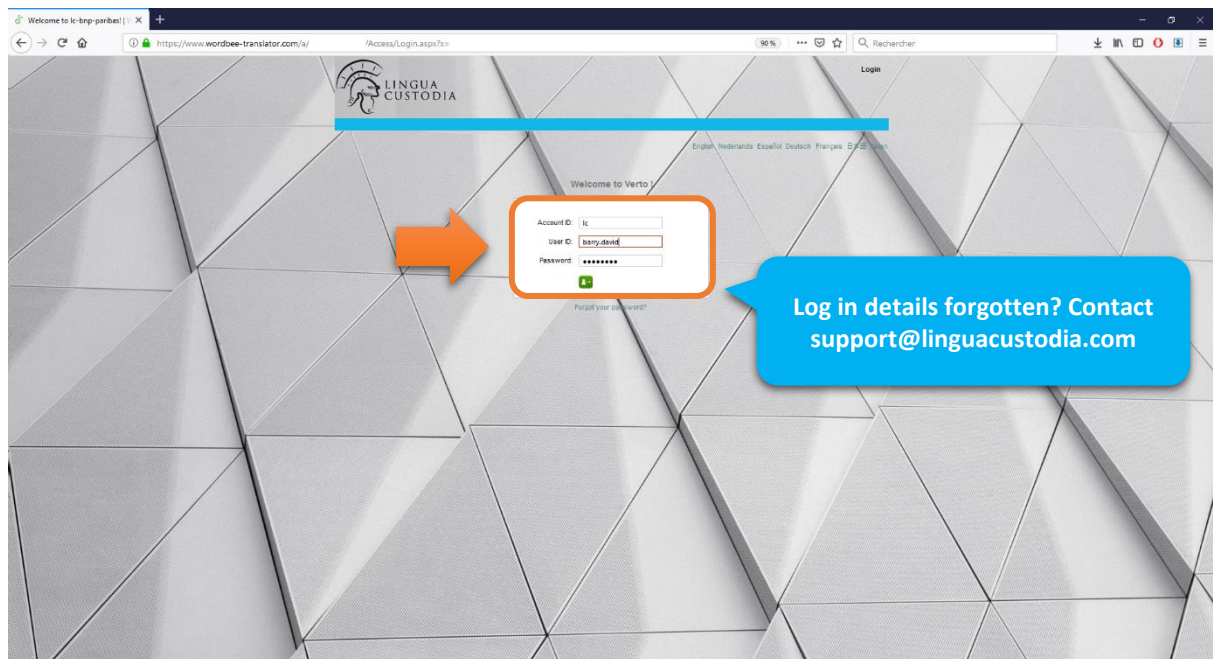 Welcome to lc-bnp-paribas! | V
https://www.wordbee-translator.com/a/ /Access/Login.aspx?z=
90 %
Rechercher
LINGUA
CUSTODIA
Login
English Nederlands Español Deutsch Français
Welcome to Verto !
Account ID: lc
User ID: barry.david
Password: ••••••••
Forgot your password?
Log in details forgotten? Contact
support@linguacustodia.com